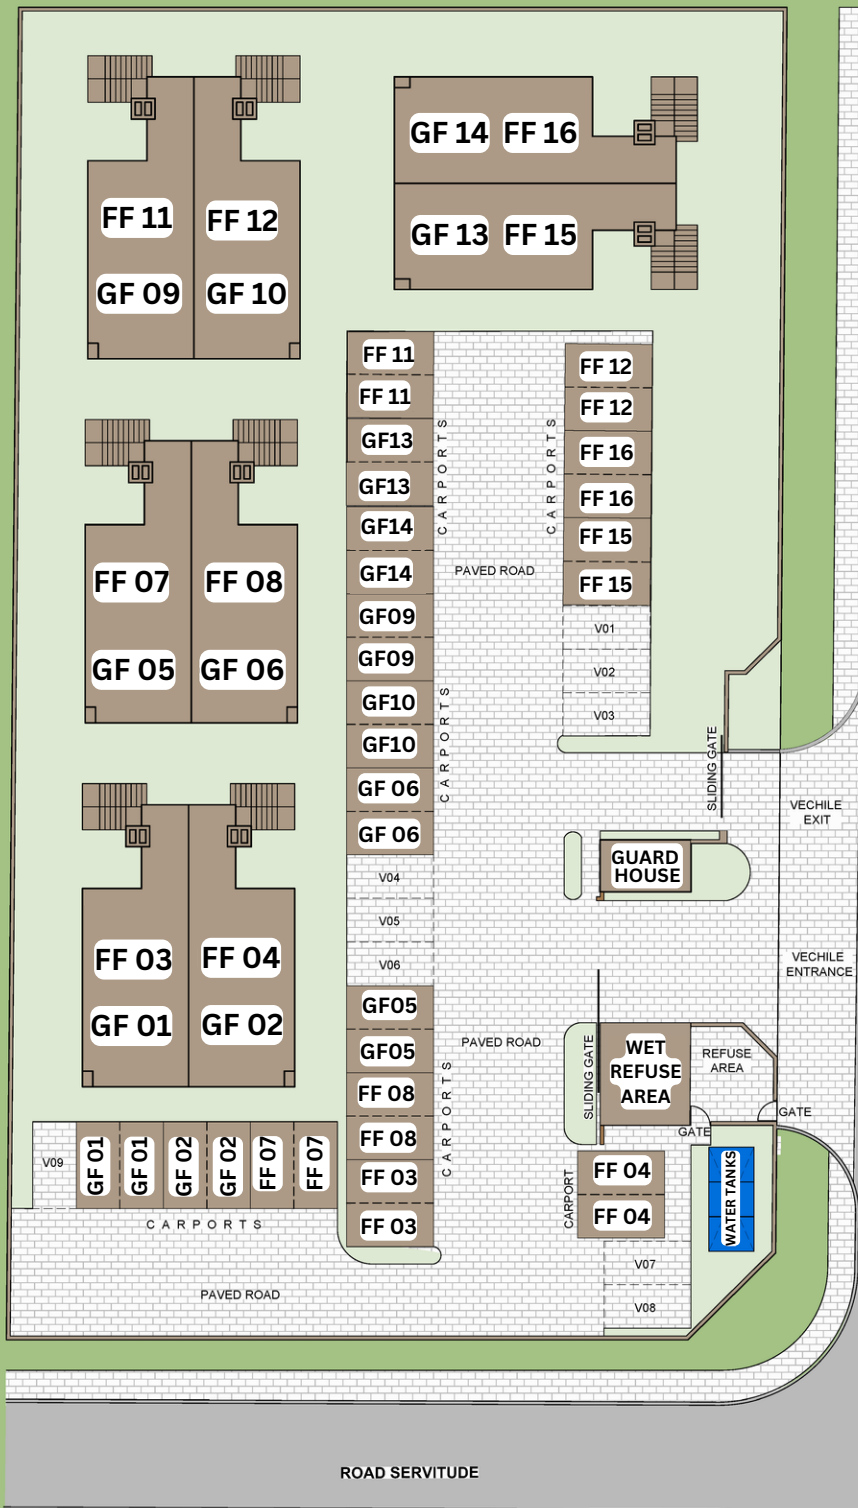 GF 14 FF 16
FF 11 FF 12
GF 13 FF 15
GF 09 GF 10
FF 11
FF 11
GF13
GF13
GF14
GF14
GF09
GF09
GF10
GF10
GF 06
GF 06
V04
V05
V06
GF05
GF05
FF 08
FF 08
FF 03
FF 03
CARPORTS
CARPORTS
CARPORTS
PAVED ROAD
CARPORTS
FF 12
FF 12
FF 16
FF 16
FF 15
FF 15
V01
V02
V03
FF 07 FF 08
GF 05 GF 06
SLIDING GATE
VECHILE
EXIT
GUARD
HOUSE
VECHILE
ENTRANCE
FF 03 FF 04
GF 01 GF 02
PAVED ROAD
SLIDING GATE
WET
REFUSE
AREA
REFUSE
AREA
GATE
GATE
V09
GF 01
GF 01
GF 02
GF 02
FF 07
FF 07
CARPORTS
CARPORT
FF 04
FF 04
WATER TANKS
V07
V08
PAVED ROAD
ROAD SERVITUDE